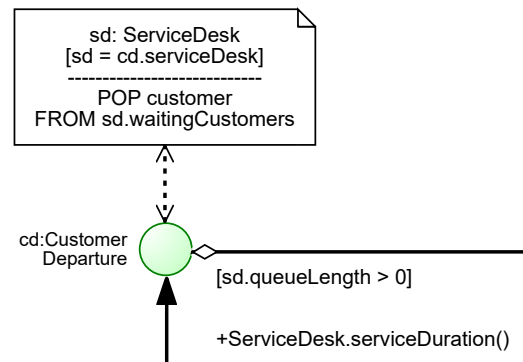 sd: ServiceDesk
[sd = cd.serviceDesk]
----------------------------
POP customer
FROM sd.waitingCustomers
cd:Customer
Departure
[sd.queueLength > 0]
+ServiceDesk.serviceDuration()